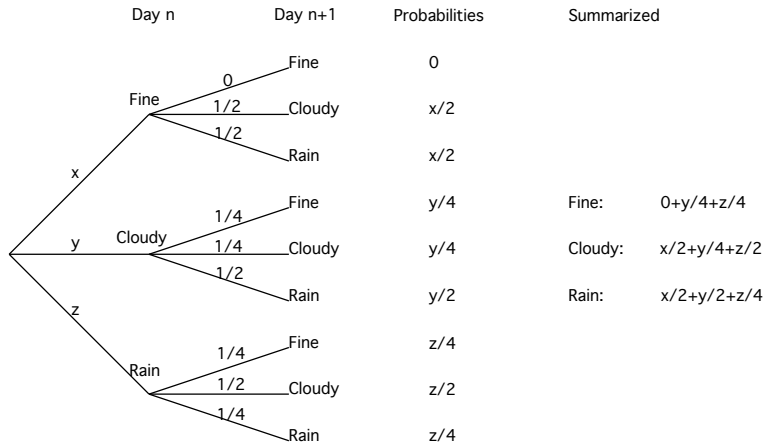 Day n Day n+1 Probabilities Summarized
Fine 0
0
Fine 1/2 Cloudy x/2
1/2
Rain x/2
x
Fine y/4 Fine: 0+y/4+z/4
1/4
y Cloudy 1/4 Cloudy y/4 Cloudy: x/2+y/4+z/2
1/2
Rain y/2 Rain: x/2+y/2+z/4
z
Fine z/4
1/4
Rain 1/2 Cloudy z/2
1/4
Rain z/4